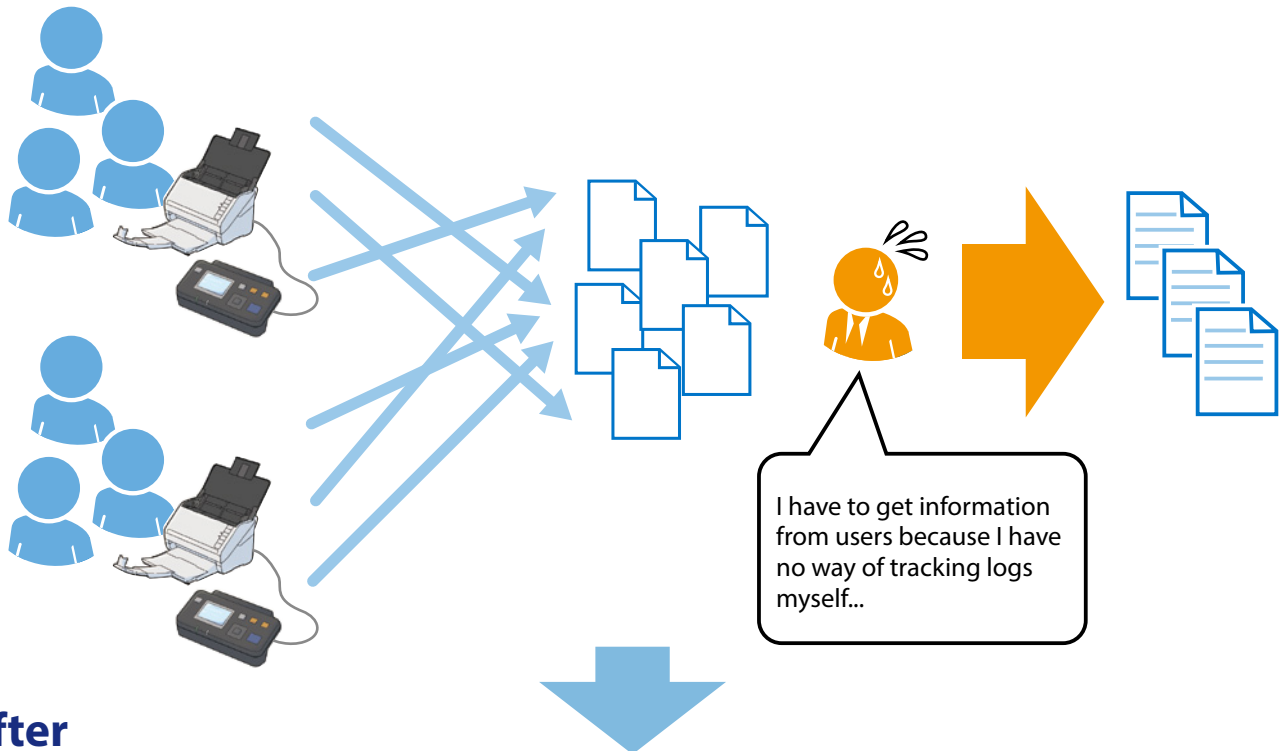 I have to get information
from users because I have
no way of tracking logs
myself...
fter